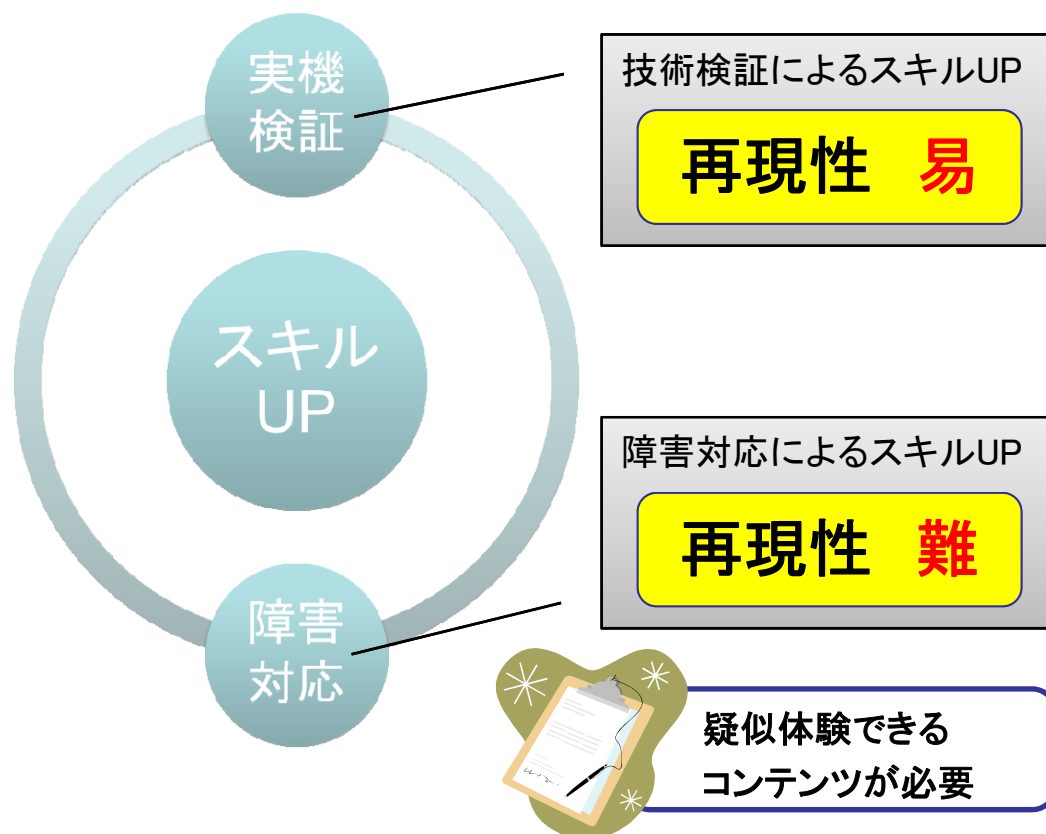 実機
検証
技術検証によるスキルUP
再現性　易
スキル
UP
障害対応によるスキルUP
再現性　難
障害
対応
疑似体験できる
コンテンツが必要